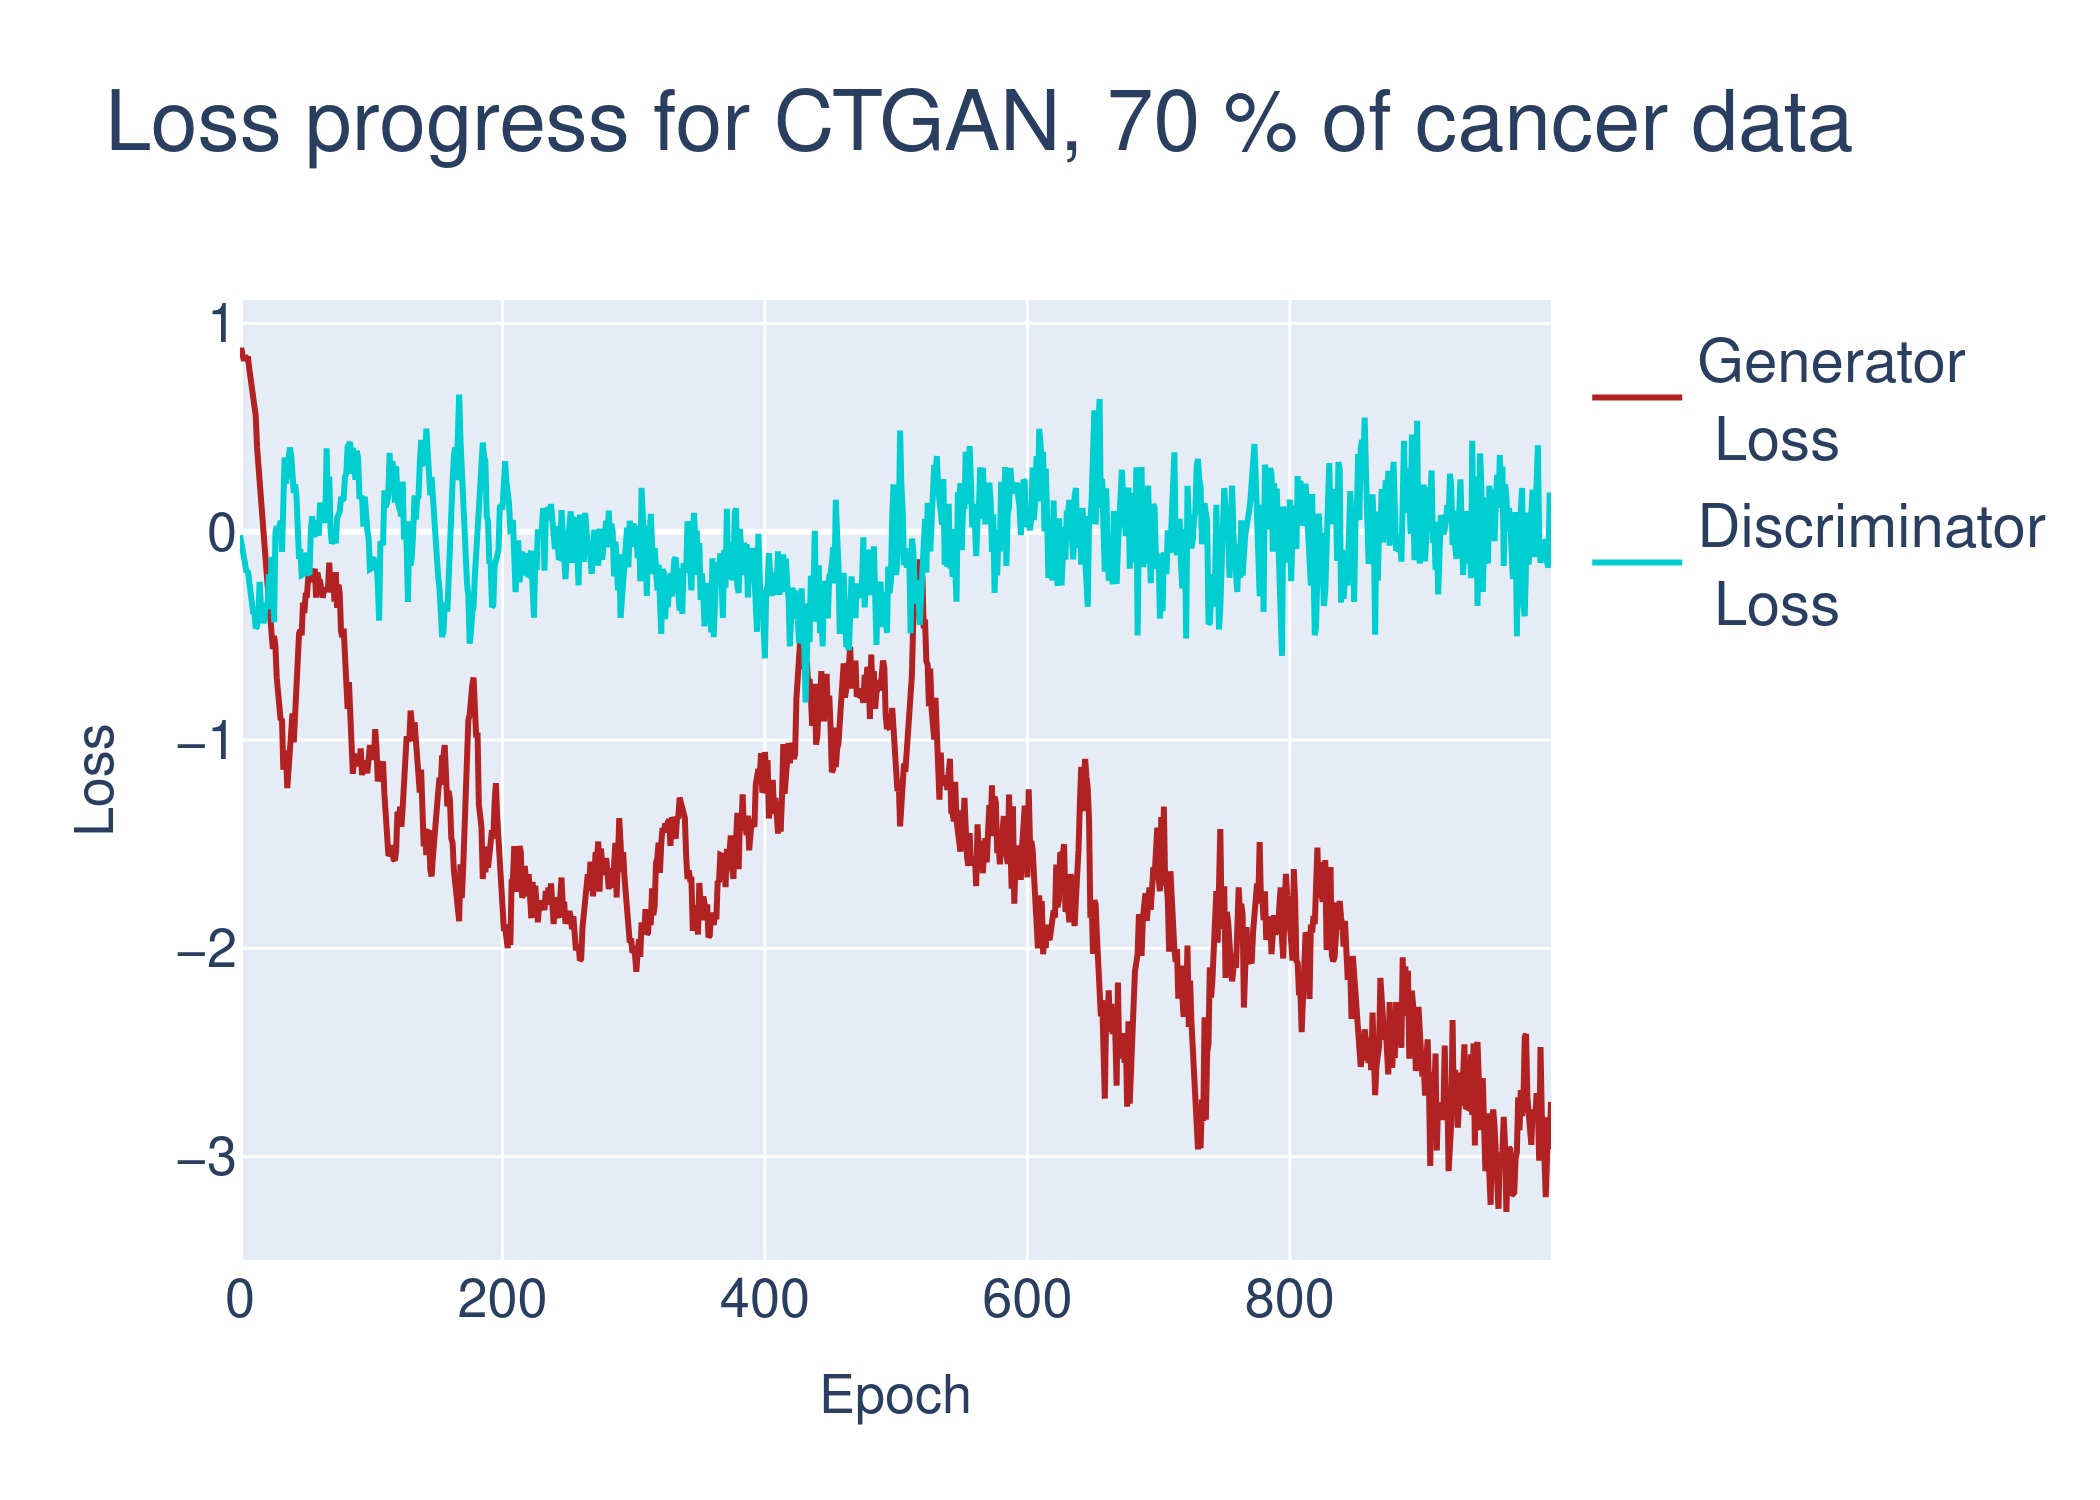 Loss progress for CTGAN, 70 % of cancer data
1
0
−1
−2
−3
Loss
0
200
400
600
800
Epoch
Generator
Loss
Discriminator
Loss